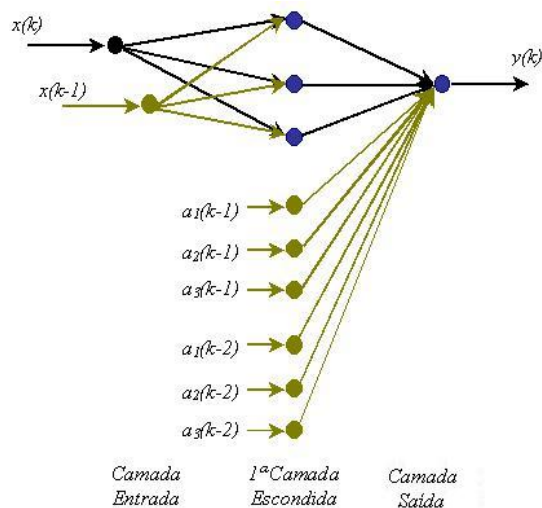 x(k)
y(k)
x(k-1)
a1(k-1)
a2(k-1)
a3(k-1)
a1(k-2)
a2(k-2)
a3(k-2)
Camada
Entrada
1ªCamada
Escondida
Camada
Saída